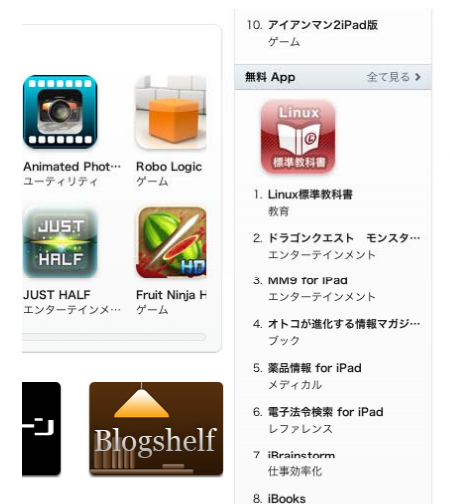 Animated Phot…
ユーティリティ
Robo Logic
ゲーム
JUST
HALF
JUST HALF
エンターテインメ…
HD
Fruit Ninja H
ゲーム
ーン
Blogshelf
10. アイアンマン2iPad版
ゲーム
無料 App
全て見る
Linux
標準教科書
1. Linux標準教科書
教育
2. ドラゴンクエスト モンスタ…
エンターテインメント
3. MM9 for iPad
エンターテインメント
4. オトコが進化する情報マガジ…
ブック
5. 薬品情報 for iPad
メディカル
6. 電子法令検索 for iPad
レファレンス
7. iBrainstorm
仕事効率化
8. iBooks